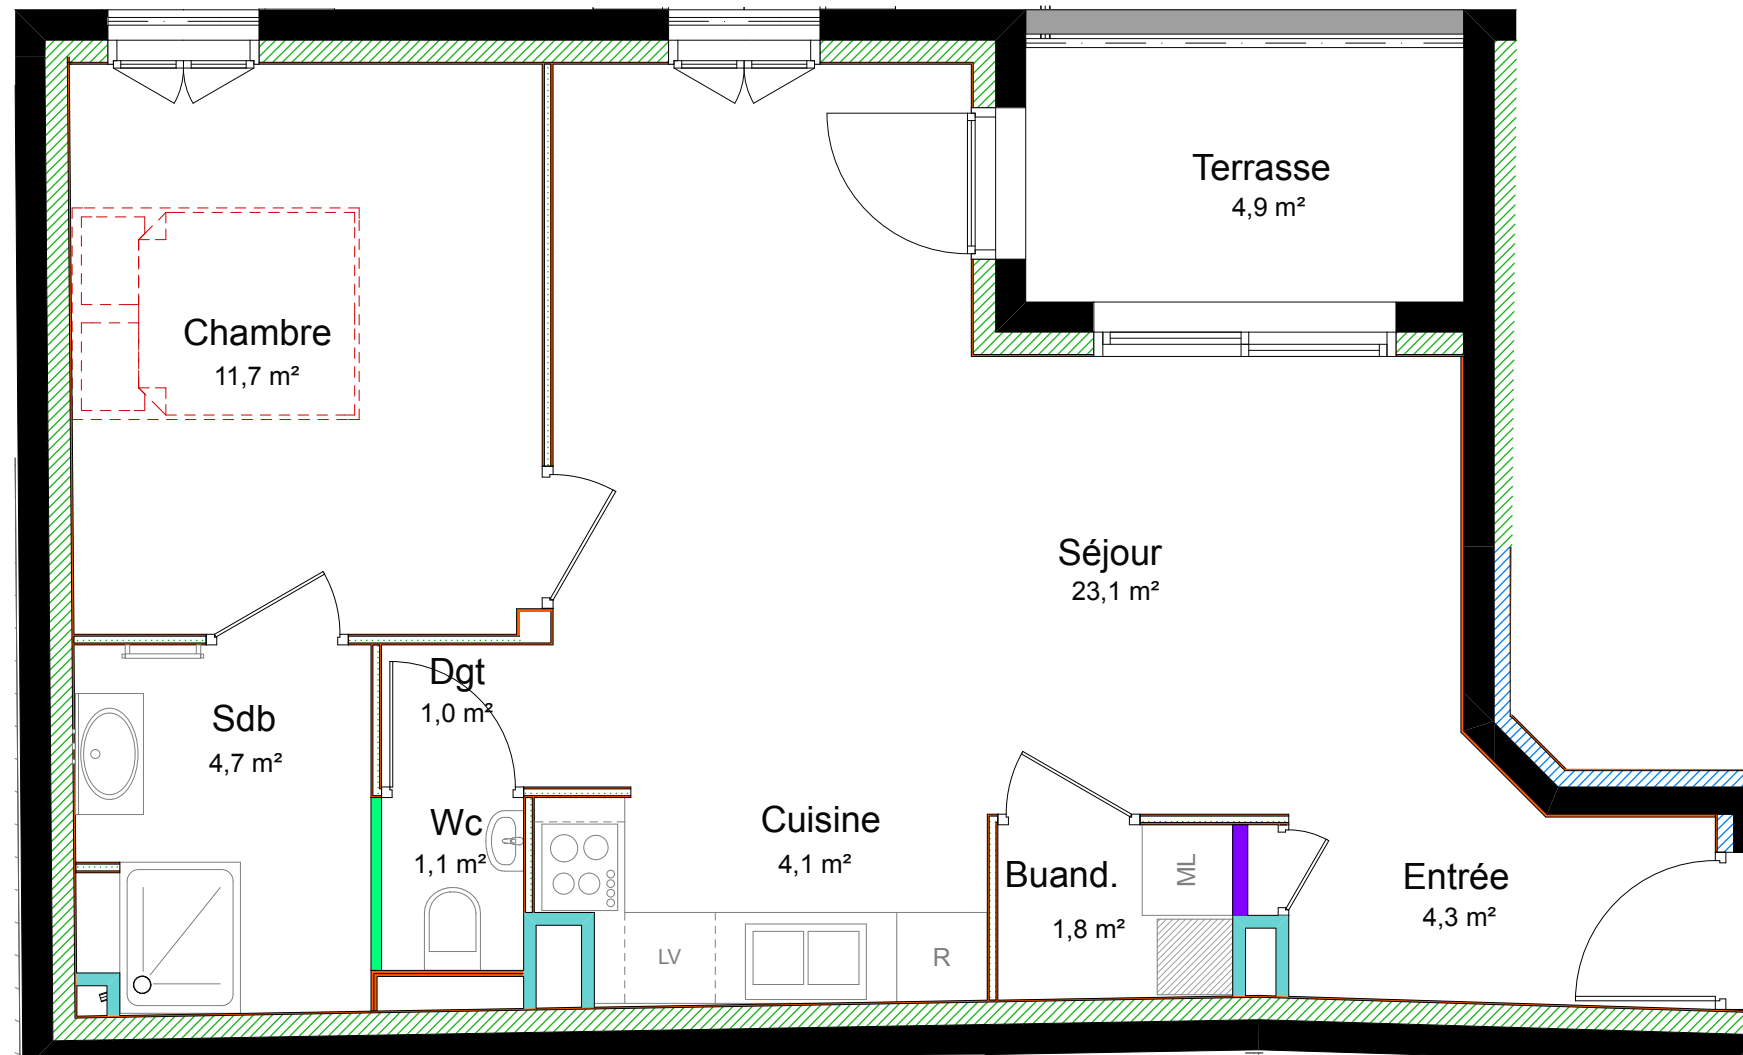 Terrasse
4,9 m²
Chambre
11,7 m²
Séjour
23,1 m²
Dgt
1,0 m²
Sdb
4,7 m²
Wc
1,1 m²
Cuisine
4,1 m²
Buand.
1,8 m²
ML
Entrée
4,3 m²
LV
R